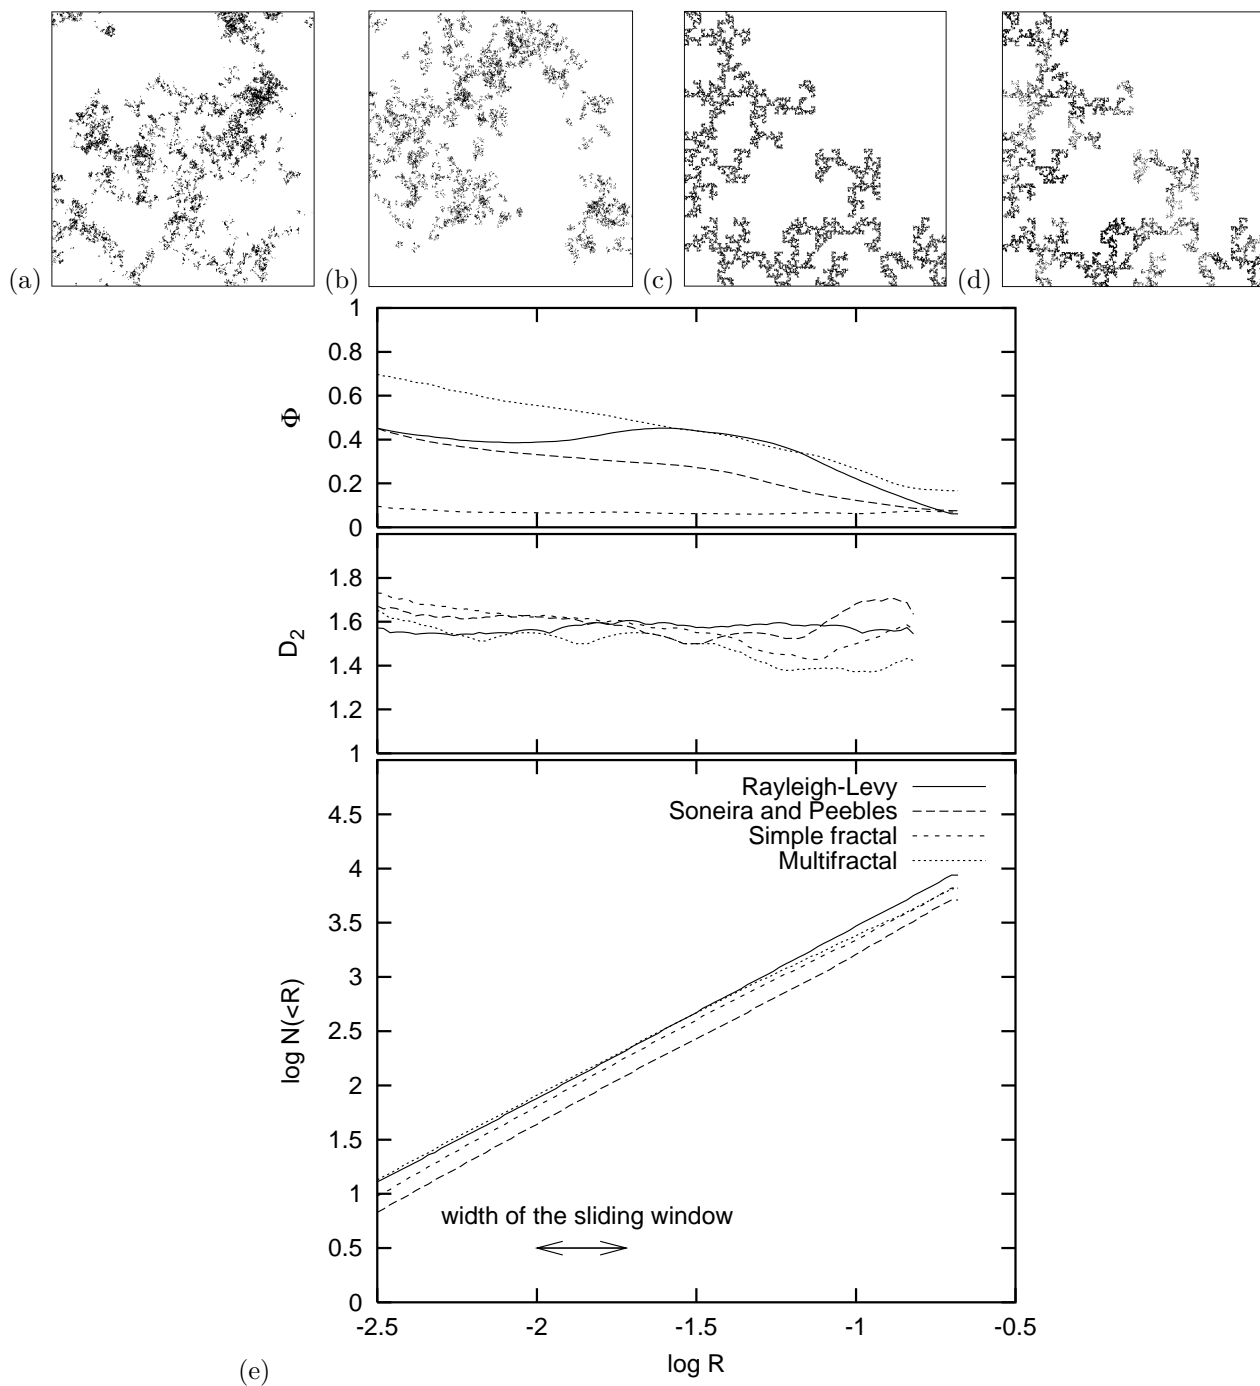 (a) (b) (c) (d)
1
0.8
0.6
0.4
0.2
0
Φ
1.8
1.6
1.4
1.2
1
D2
Rayleigh-Levy
Soneira and Peebles
Simple fractal
Multifractal
4.5
4
3.5
3
2.5
2
1.5
1
0.5
0
log N(<R)
width of the sliding window
-2.5 -2 -1.5 -1 -0.5
log R
(e)